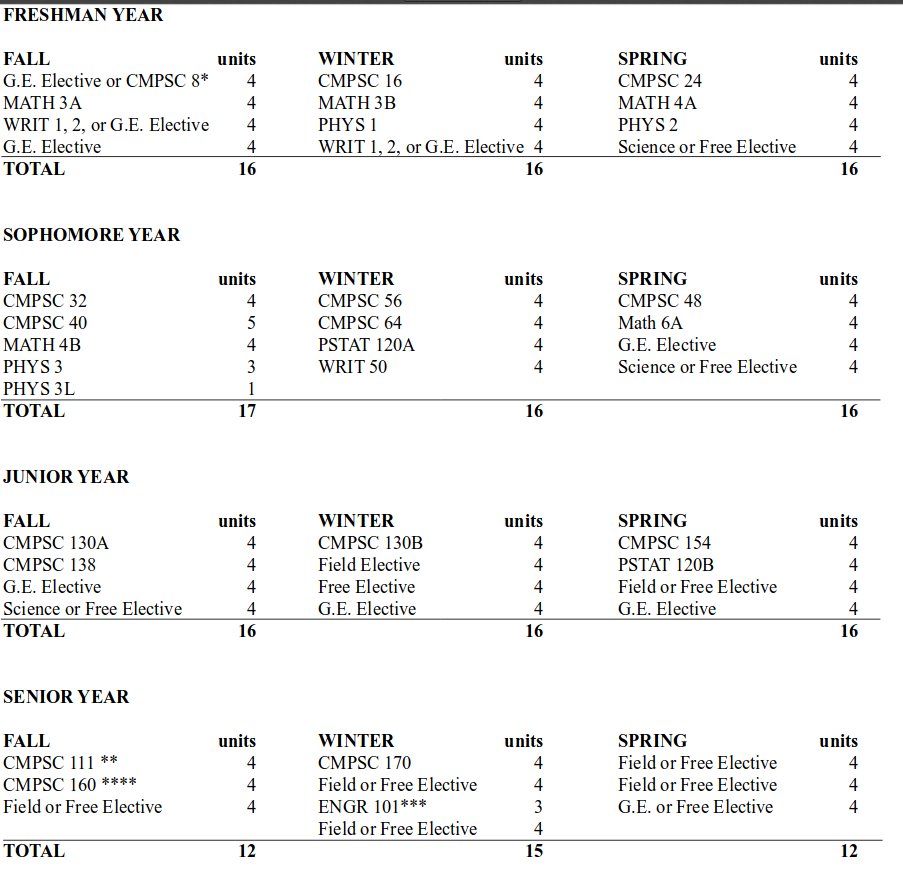 FRESHMAN YEAR
FALL units WINTER units SPRING units
G.E. Elective or CMPSC 8* 4 CMPSC 16 4 CMPSC 24 4
MATH 3A 4 MATH 3B 4 MATH 4A 4
WRIT 1, 2, or G.E. Elective 4 PHYS 1 4 PHYS 2 4
G.E. Elective 4 WRIT 1, 2, or G.E. Elective 4 Science or Free Elective 4
TOTAL 16 16 16
SOPHOMORE YEAR
FALL units WINTER units SPRING units
CMPSC 32 4 CMPSC 56 4 CMPSC 48 4
CMPSC 40 5 CMPSC 64 4 Math 6A 4
MATH 4B 4 PSTAT 120A 4 G.E. Elective 4
PHYS 3 3 WRIT 50 4 Science or Free Elective 4
PHYS 3L 1
TOTAL 17 16 16
JUNIOR YEAR
FALL units WINTER units SPRING units
CMPSC 130A 4 CMPSC 130B 4 CMPSC 154 4
CMPSC 138 4 Field Elective 4 PSTAT 120B 4
G.E. Elective 4 Free Elective 4 Field or Free Elective 4
Science or Free Elective 4 G.E. Elective 4 G.E. Elective 4
TOTAL 16 16 16
SENIOR YEAR
FALL units WINTER units SPRING units
CMPSC 111 ** 4 CMPSC 170 4 Field or Free Elective 4
CMPSC 160 **** 4 Field or Free Elective 4 Field or Free Elective 4
Field or Free Elective 4 ENGR 101*** 3 G.E. or Free Elective 4
Field or Free Elective 4
TOTAL 12 15 12